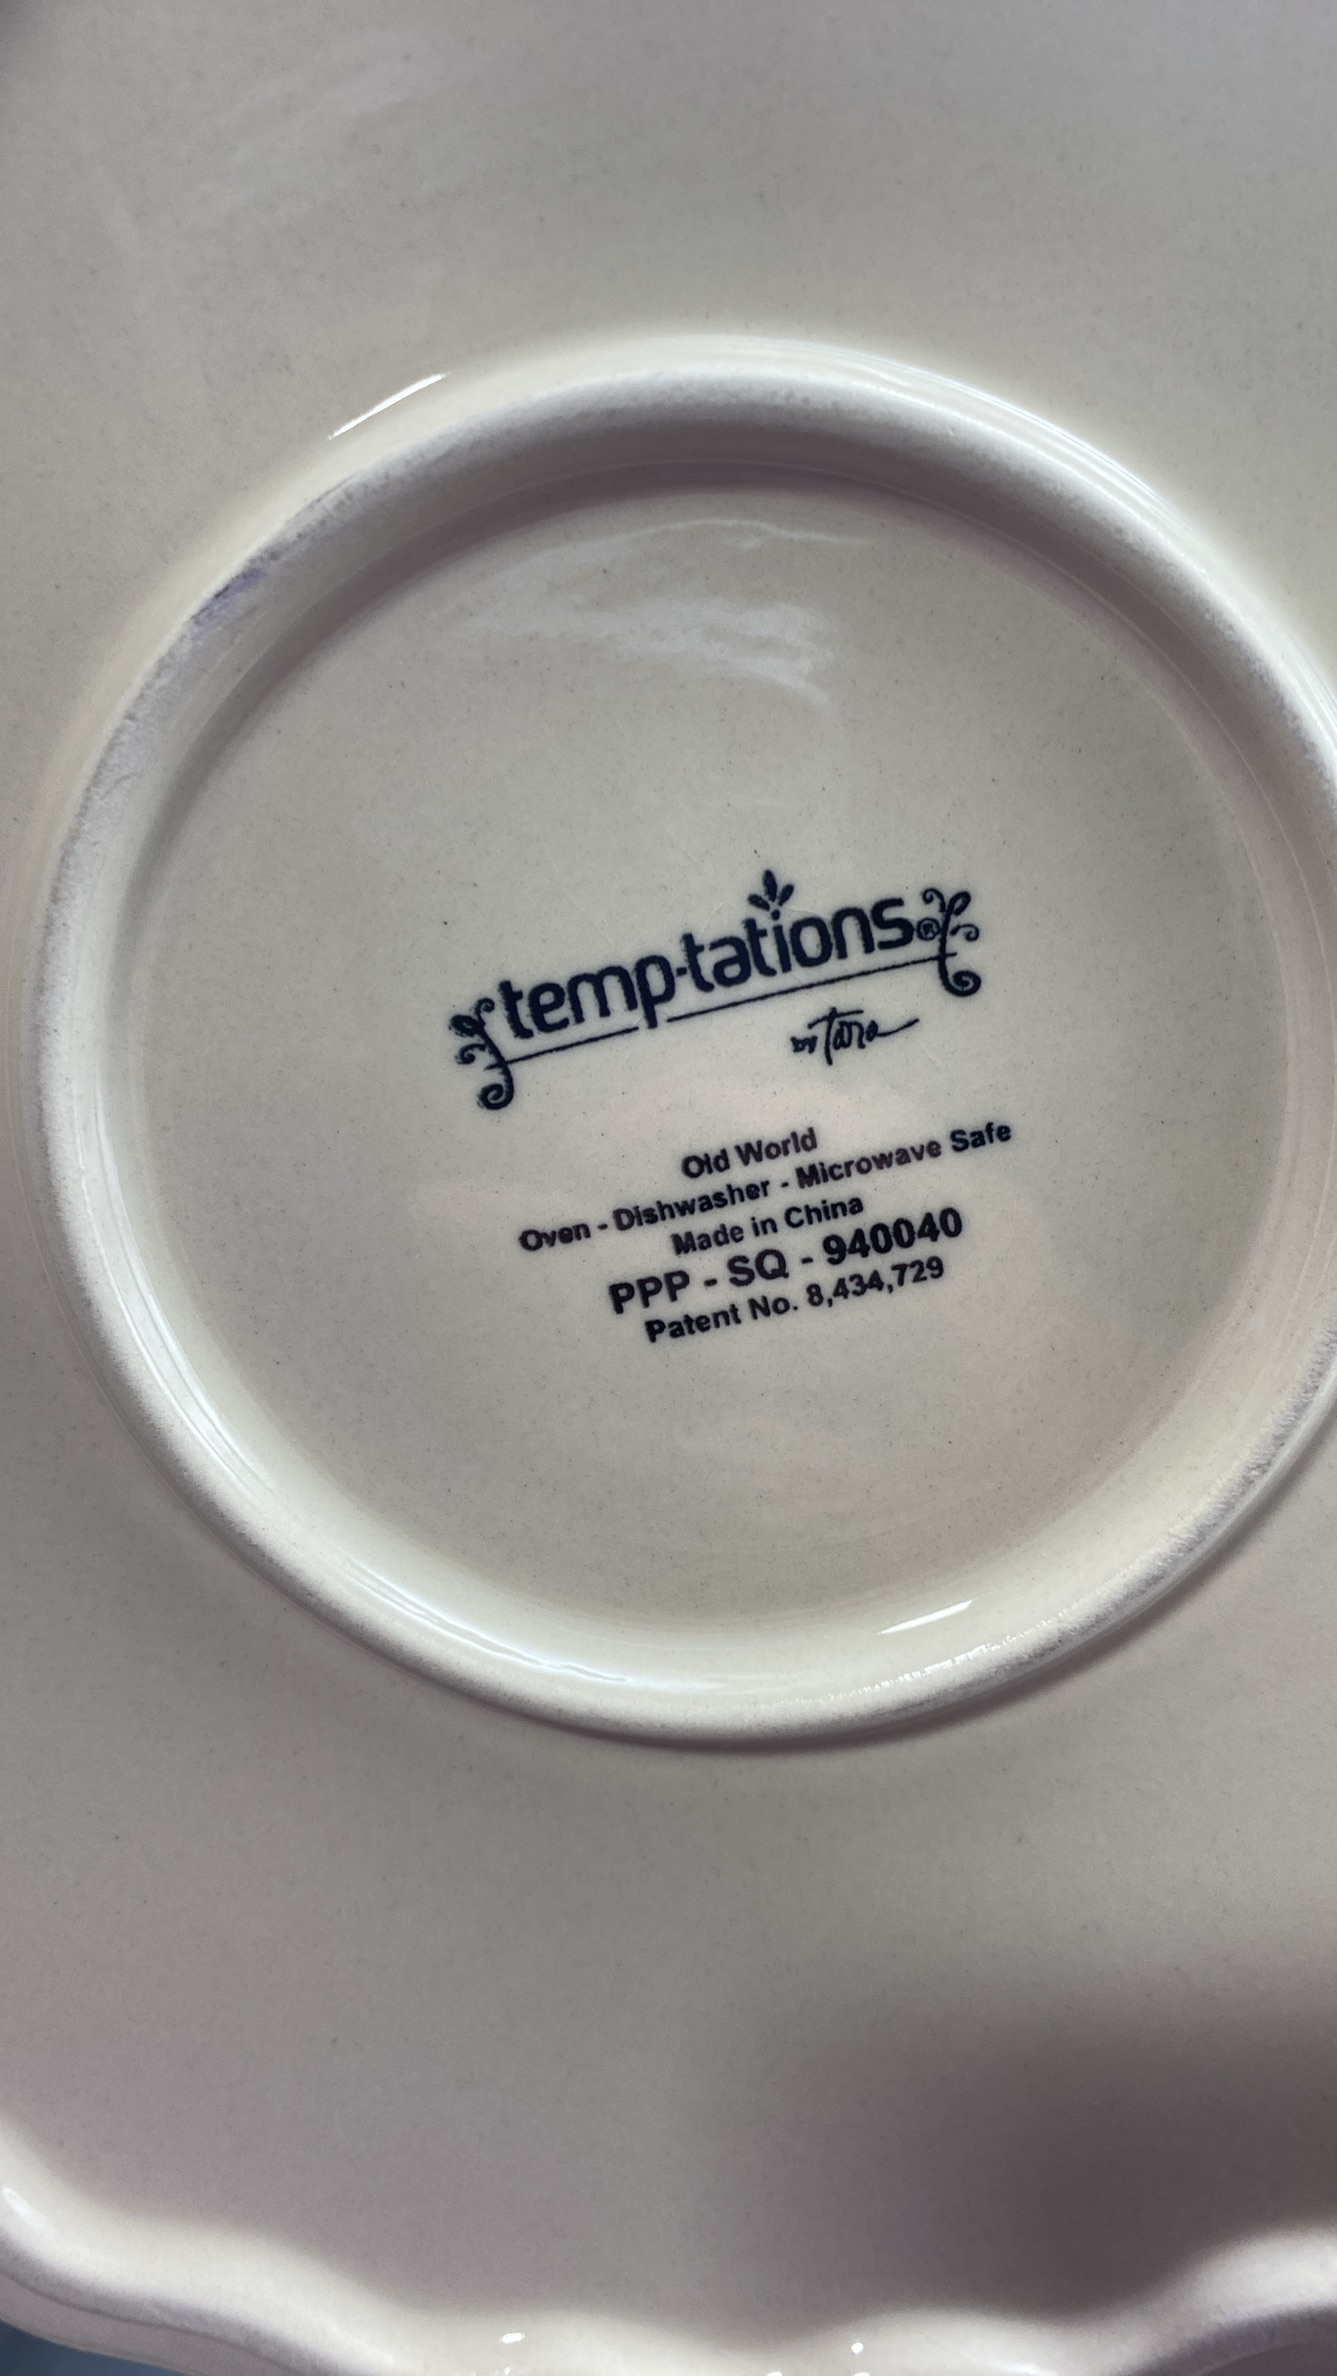 temp-tations®
by Tara
Old World
Oven - Dishwasher - Microwave Safe
Made in China
PPP - SQ - 940040
Patent No. 8,434,729